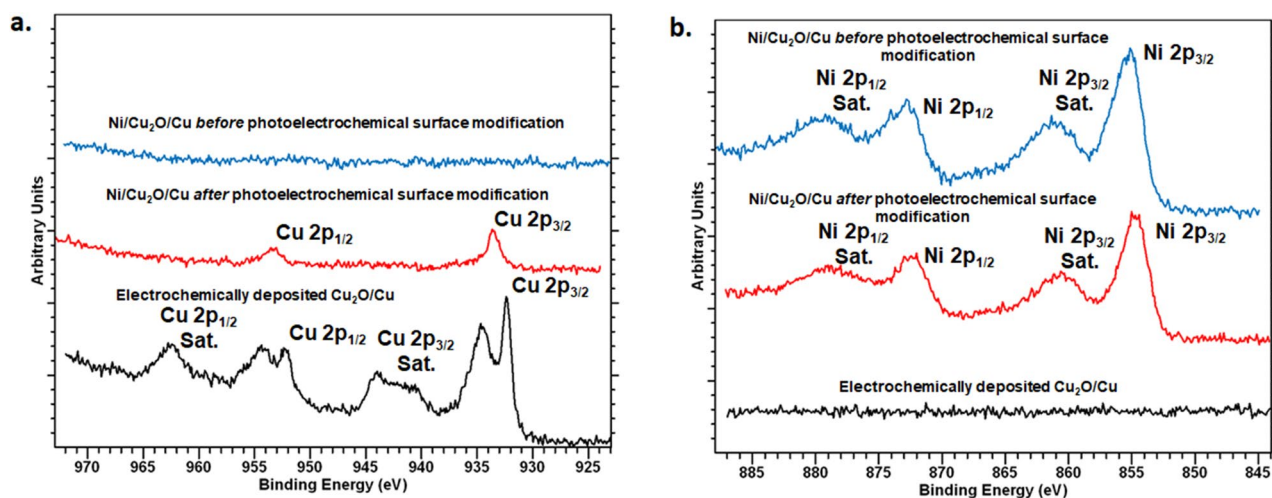 a.
Ni/Cu₂O/Cu before photoelectrochemical surface modification
Ni/Cu₂O/Cu after photoelectrochemical surface modification
Cu 2p₁/₂
Cu 2p₃/₂
Electrochemically deposited Cu₂O/Cu
Cu 2p₁/₂
Sat.
Cu 2p₁/₂
Cu 2p₃/₂
Sat.
Cu 2p₃/₂
Arbitrary Units
970 965 960 955 950 945 940 935 930 925
Binding Energy (eV)
b.
Ni/Cu₂O/Cu before photoelectrochemical surface
modification
Ni 2p₁/₂
Sat.
Ni 2p₁/₂
Ni 2p₃/₂
Sat.
Ni 2p₃/₂
Ni/Cu₂O/Cu after photoelectrochemical surface
modification
Ni 2p₁/₂
Sat.
Ni 2p₁/₂
Ni 2p₃/₂
Sat.
Ni 2p₃/₂
Electrochemically deposited Cu₂O/Cu
Arbitrary Units
885 880 875 870 865 860 855 850 845
Binding Energy (eV)